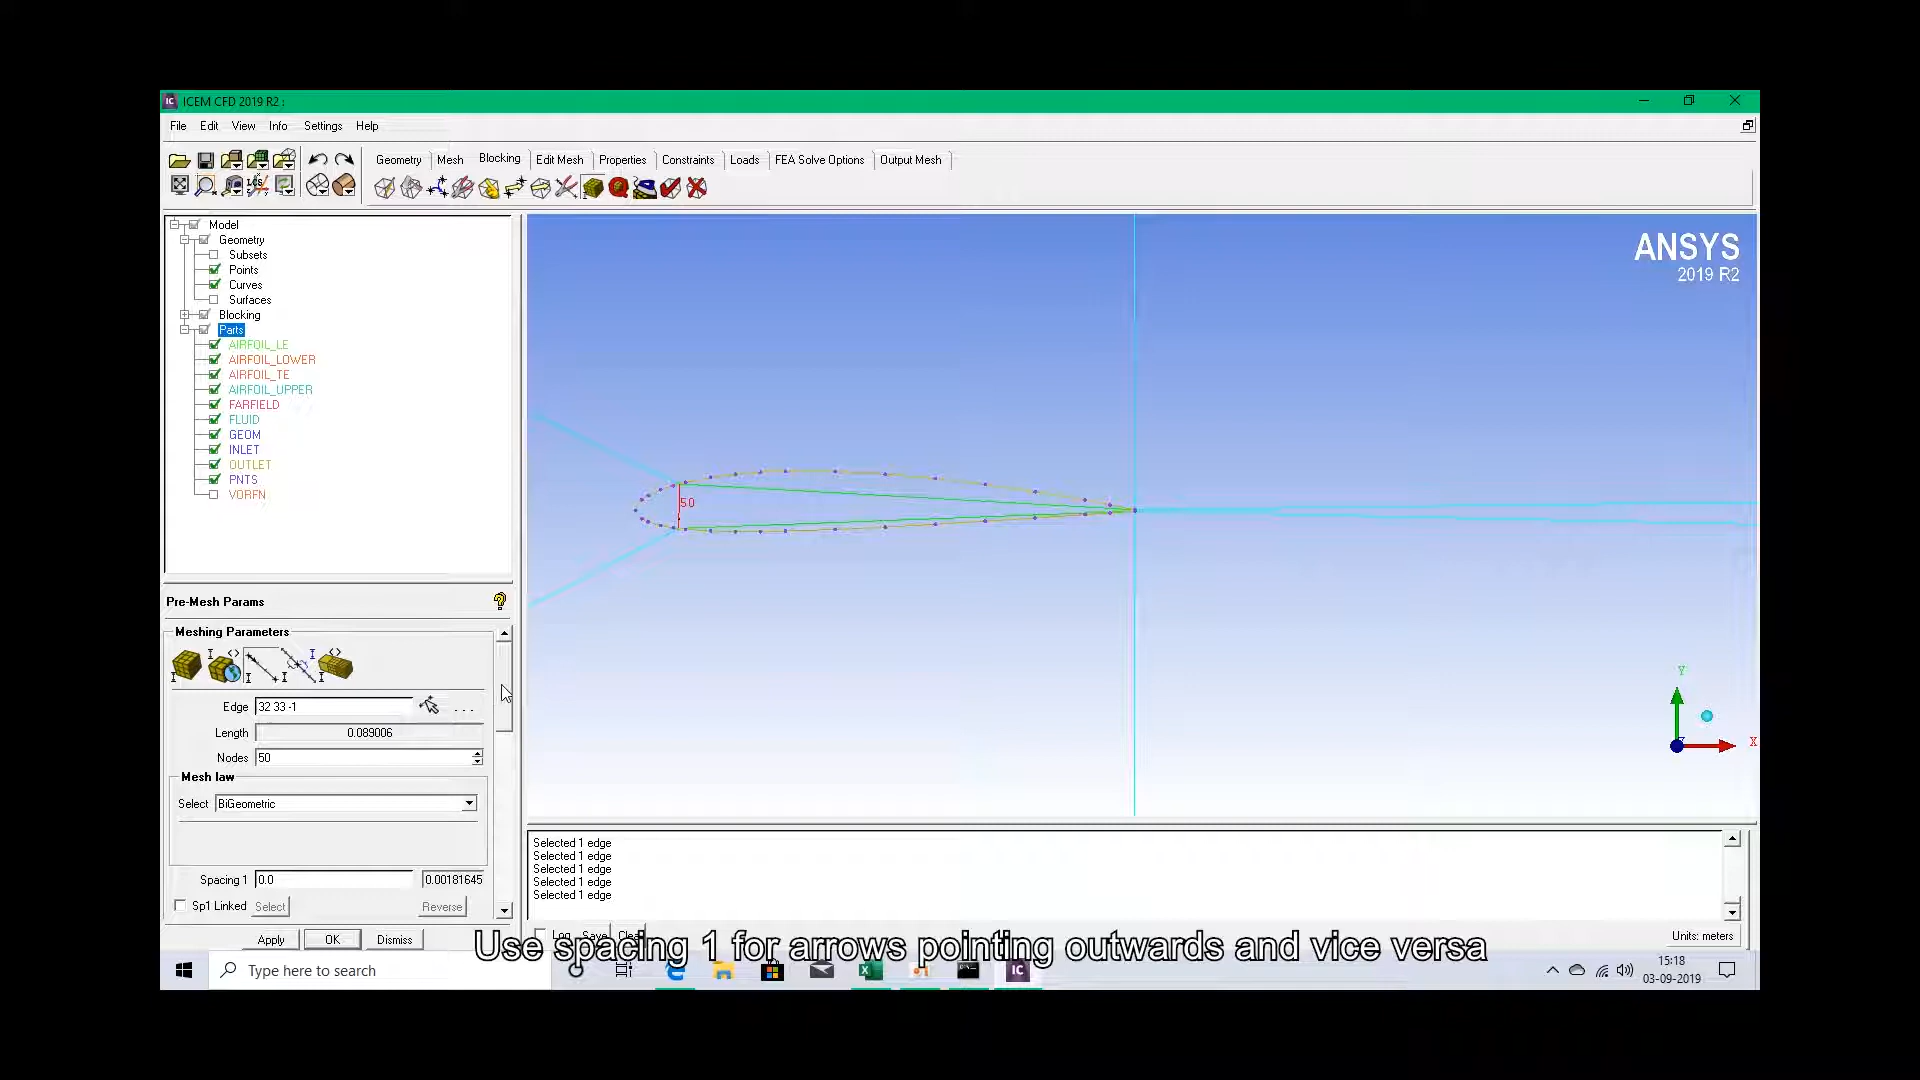 ICEM CFD 2019 R2 :
File Edit View Info Settings Help
Geometry Mesh Blocking Edit Mesh Properties Constraints Loads FEA Solve Options Output Mesh
Model
Geometry
Subsets
Points
Curves
Surfaces
Blocking
Parts
AIRFOIL_LE
AIRFOIL_LOWER
AIRFOIL_TE
AIRFOIL_UPPER
FARFIELD
FLUID
GEOM
INLET
OUTLET
PNTS
VORFN
ANSYS
2019 R2
50
Y
X
Pre-Mesh Params
Meshing Parameters
Edge 32 33 -1 ...
Length 0.089006
Nodes 50
Mesh law
Select BiGeometric
Spacing 1 0.0 0.00181645
Sp1 Linked Select Reverse
Apply OK Dismiss
Selected 1 edge
Selected 1 edge
Selected 1 edge
Selected 1 edge
Selected 1 edge
Log Save Clear
Units: meters
Use spacing 1 for arrows pointing outwards and vice versa
Type here to search
IC
15:18
03-09-2019